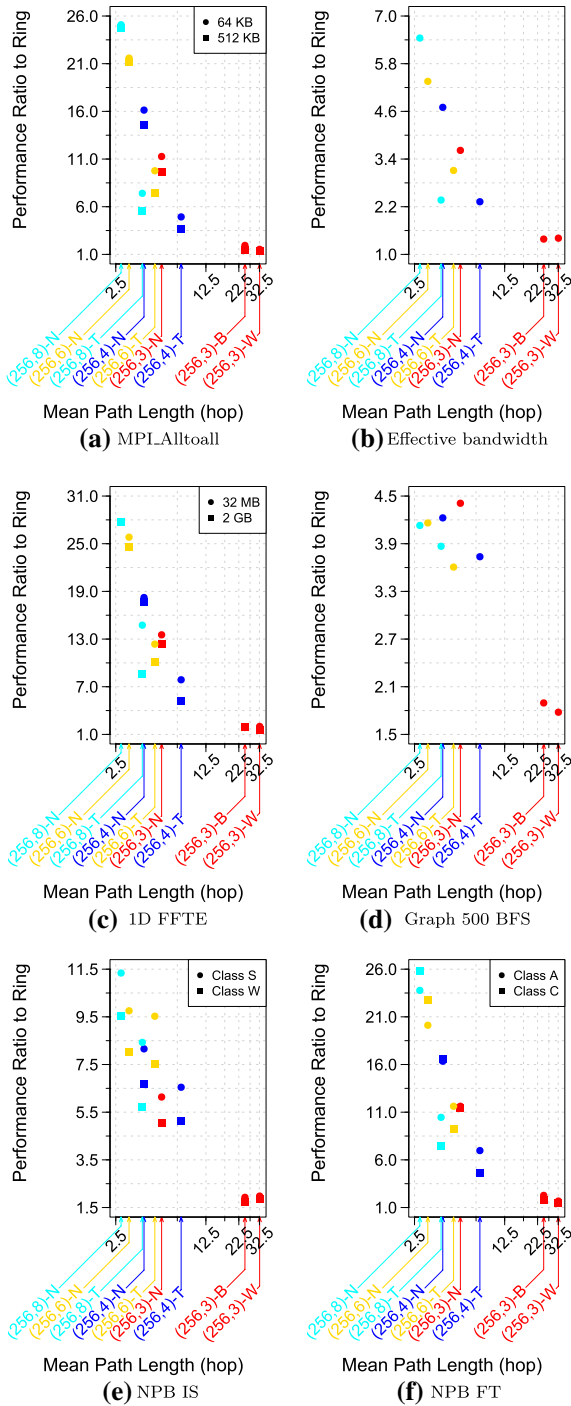 Performance Ratio to Ring
26.0
21.0
16.0
11.0
6.0
1.0
64 KB
512 KB
2.5
12.5
22.5
32.5
(256,8)-N
(256,6)-N
(256,8)-T
(256,4)-N
(256,6)-T
(256,3)-N
(256,4)-T
(256,3)-B
(256,3)-W
Mean Path Length (hop)
(a) MPI_Alltoall
Performance Ratio to Ring
7.0
5.8
4.6
3.4
2.2
1.0
2.5
12.5
22.5
32.5
(256,8)-N
(256,6)-N
(256,8)-T
(256,4)-N
(256,6)-T
(256,3)-N
(256,4)-T
(256,3)-B
(256,3)-W
Mean Path Length (hop)
(b) Effective bandwidth
Performance Ratio to Ring
31.0
25.0
19.0
13.0
7.0
1.0
32 MB
2 GB
2.5
12.5
22.5
32.5
(256,8)-N
(256,6)-N
(256,8)-T
(256,4)-N
(256,6)-T
(256,3)-N
(256,4)-T
(256,3)-B
(256,3)-W
Mean Path Length (hop)
(c) 1D FFTE
Performance Ratio to Ring
4.5
3.9
3.3
2.7
2.1
1.5
2.5
12.5
22.5
32.5
(256,8)-N
(256,6)-N
(256,8)-T
(256,4)-N
(256,6)-T
(256,3)-N
(256,4)-T
(256,3)-B
(256,3)-W
Mean Path Length (hop)
(d) Graph 500 BFS
Performance Ratio to Ring
11.5
9.5
7.5
5.5
3.5
1.5
Class S
Class W
2.5
12.5
22.5
32.5
(256,8)-N
(256,6)-N
(256,8)-T
(256,4)-N
(256,6)-T
(256,3)-N
(256,4)-T
(256,3)-B
(256,3)-W
Mean Path Length (hop)
(e) NPB IS
Performance Ratio to Ring
26.0
21.0
16.0
11.0
6.0
1.0
Class A
Class C
2.5
12.5
22.5
32.5
(256,8)-N
(256,6)-N
(256,8)-T
(256,4)-N
(256,6)-T
(256,3)-N
(256,4)-T
(256,3)-B
(256,3)-W
Mean Path Length (hop)
(f) NPB FT